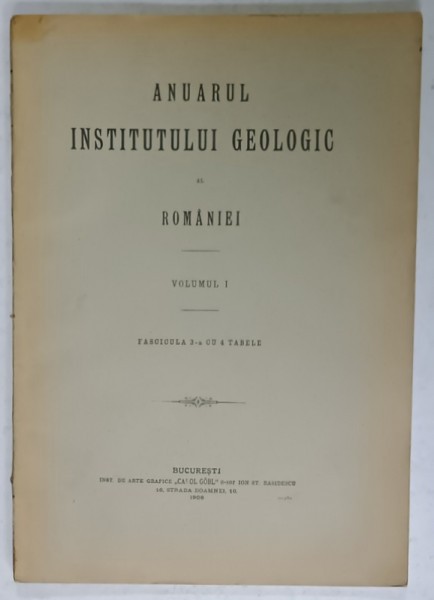 ANUARUL
INSTITUTULUI GEOLOGIC
AL
ROMÂNIEI
VOLUMUL I
FASCICULA 3-a CU 4 TABELE
BUCUREȘTI
INST. DE ARTE GRAFICE „CAROL GÖBL" S-sor ION ST. RASIDESCU
16, STRADA DOAMNEI, 16
1908